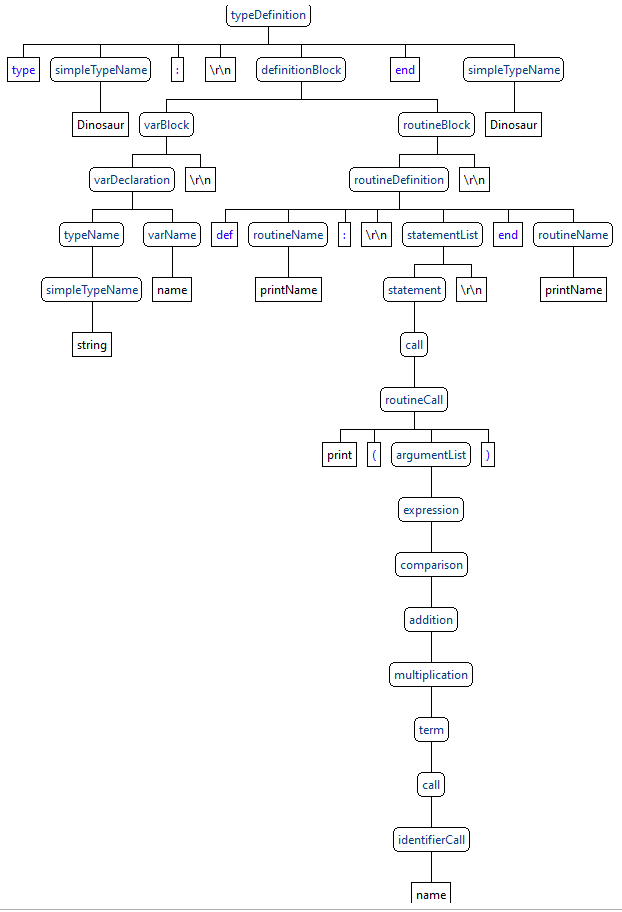 typeDefinition
type simpleTypeName : \r\n definitionBlock end simpleTypeName
Dinosaur varBlock routineBlock Dinosaur
varDeclaration \r\n routineDefinition \r\n
typeName varName def routineName : \r\n statementList end routineName
simpleTypeName name printName statement \r\n printName
string call
routineCall
print ( argumentList )
expression
comparison
addition
multiplication
term
call
identifierCall
name